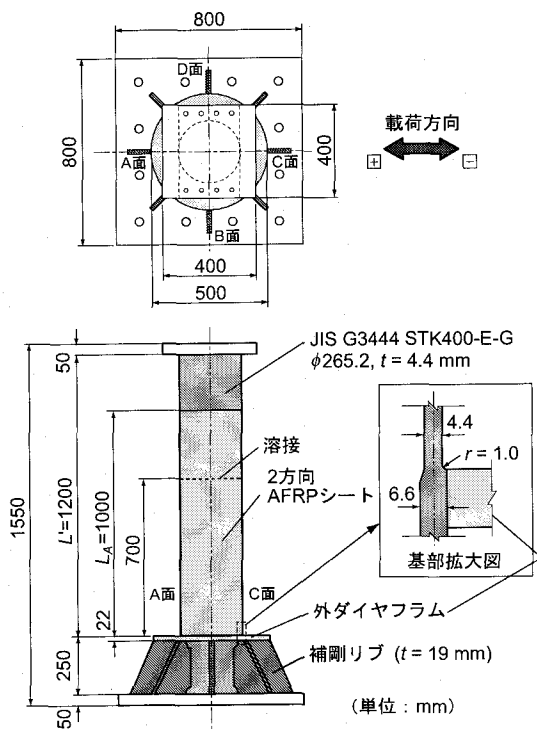 800
D面
800
A面
C面
B面
400
400
500
載荷方向
+
-
JIS G3444 STK400-E-G
φ265.2, t = 4.4 mm
50
溶接
2方向
AFRPシート
4.4
r = 1.0
6.6
基部拡大図
1550
L'=1200
L_A=1000
700
22
A面
C面
外ダイヤフラム
250
補剛リブ (t = 19 mm)
50
(単位：mm)